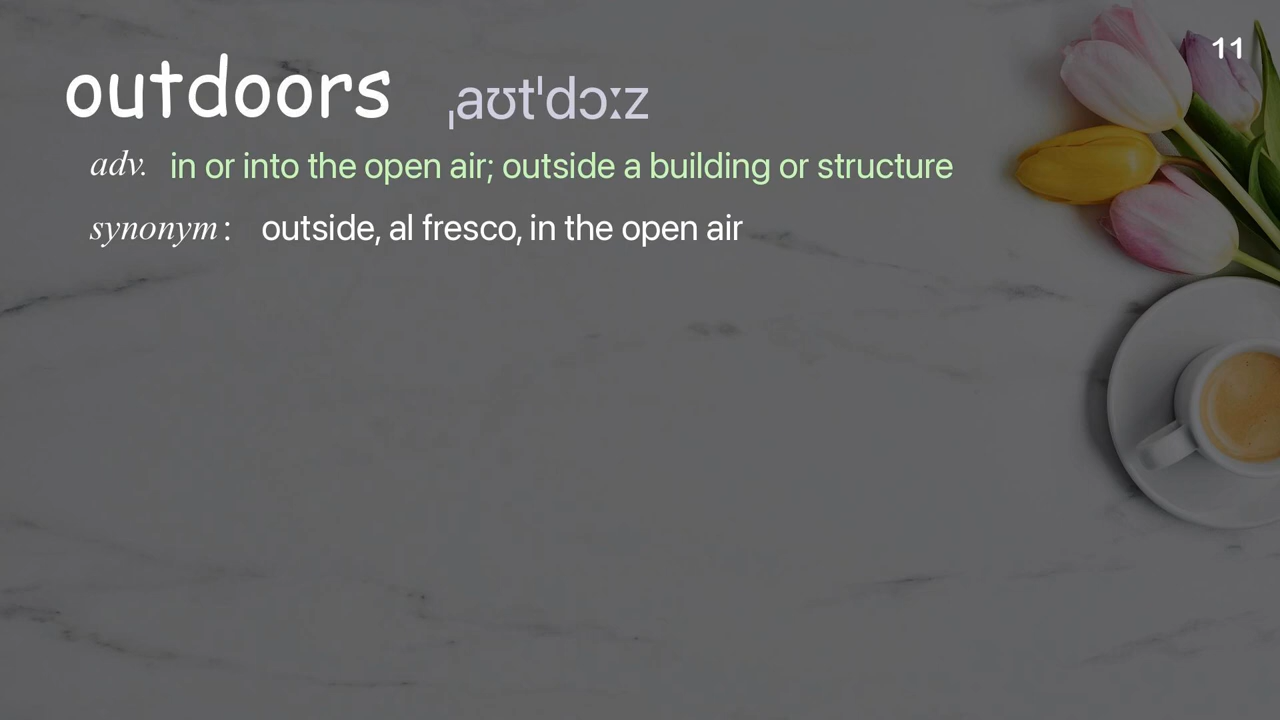 11
outdoors ˌaʊtˈdɔːz
adv. in or into the open air; outside a building or structure
synonym: outside, al fresco, in the open air